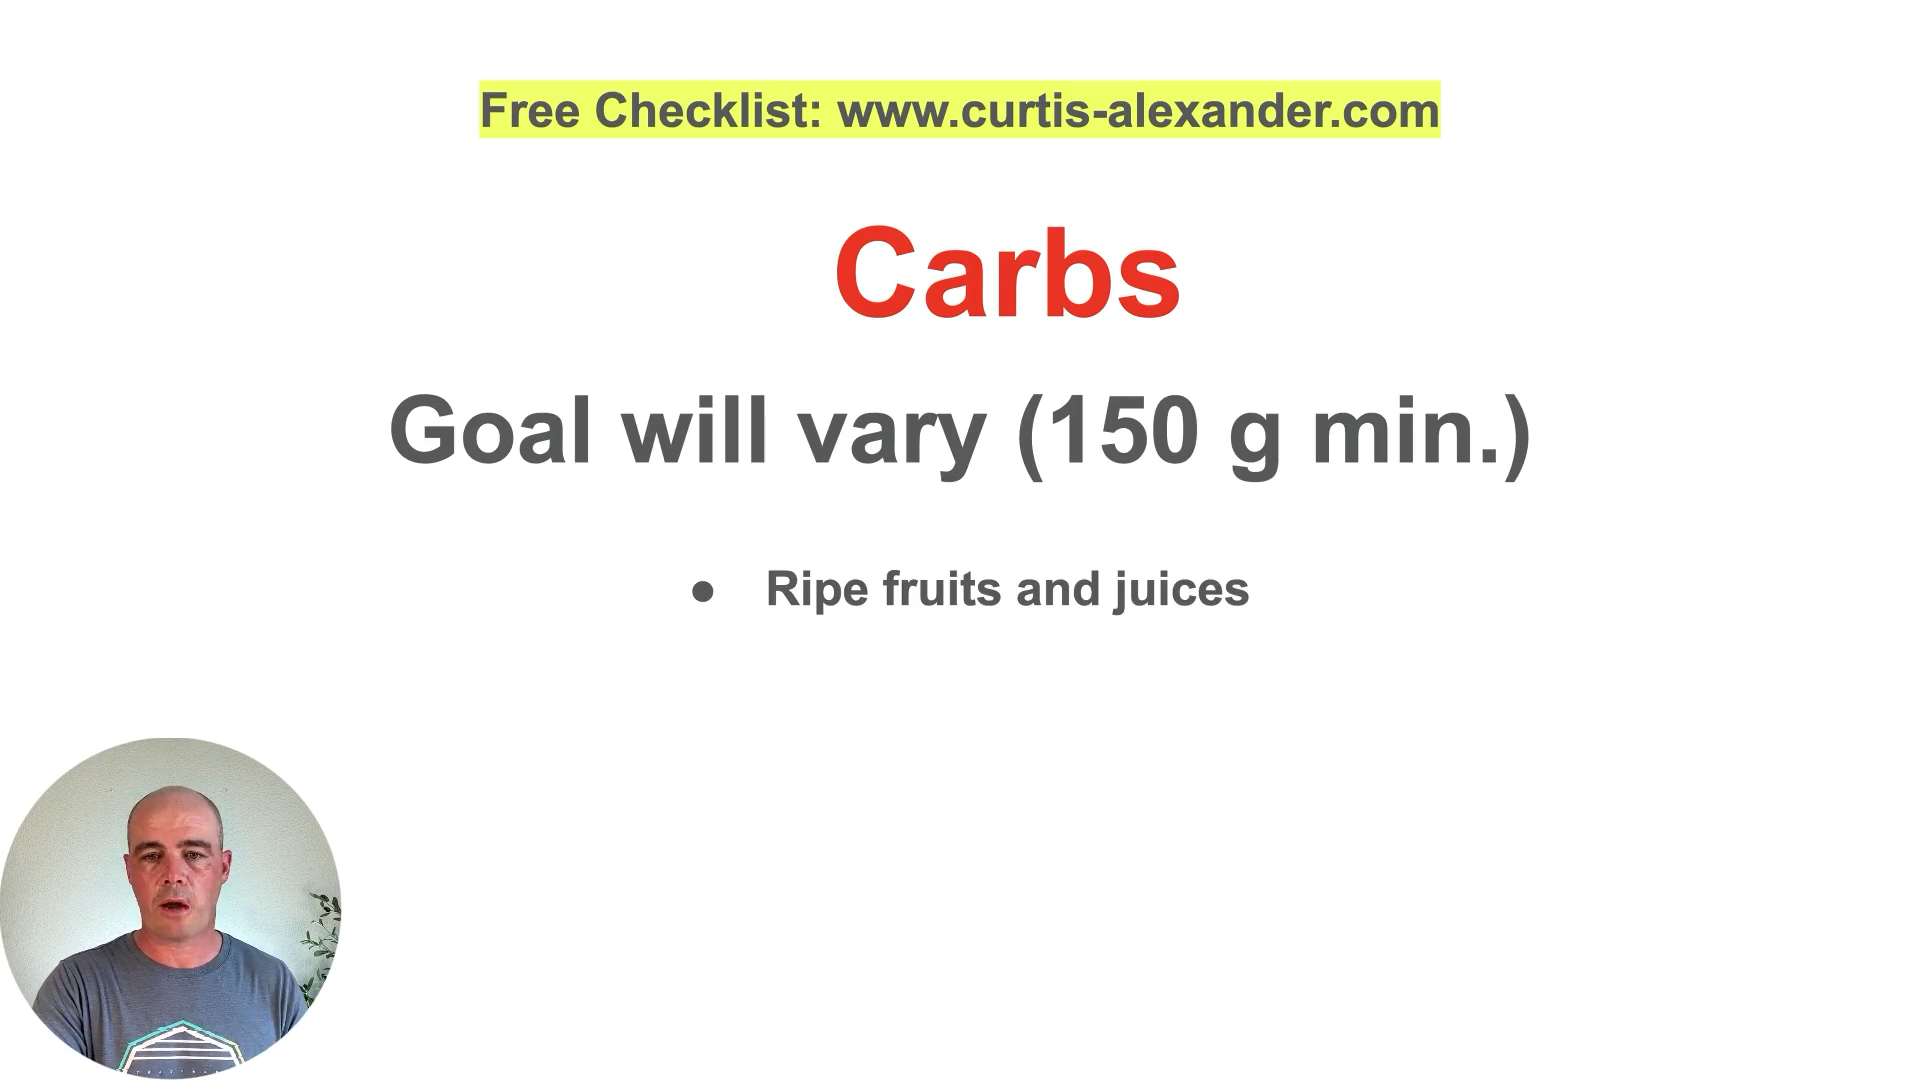 Free Checklist: www.curtis-alexander.com
Carbs
Goal will vary (150 g min.)
● Ripe fruits and juices